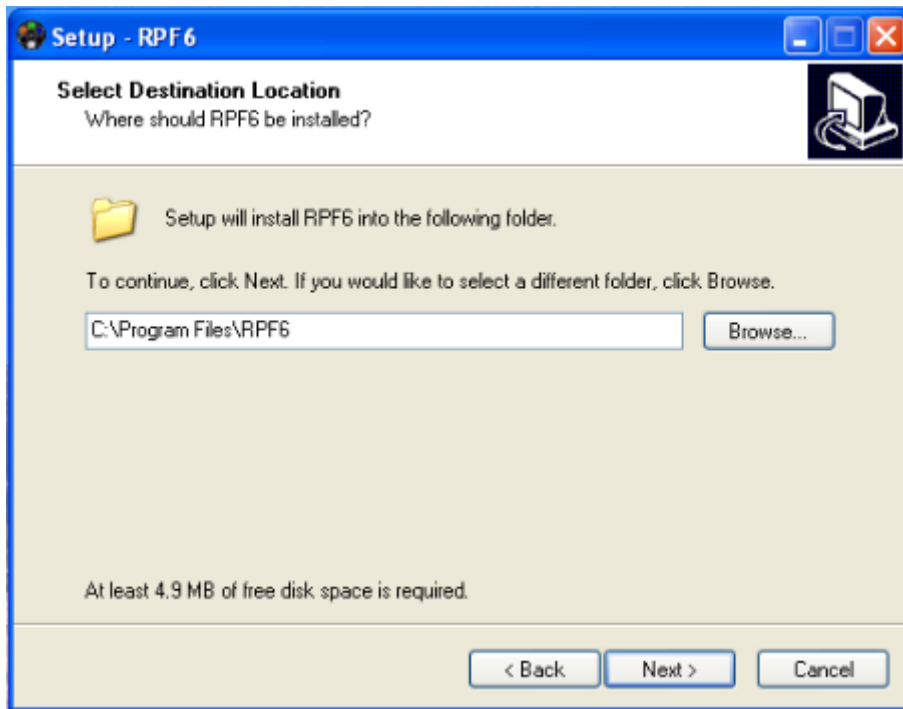 Setup - RPF6
Select Destination Location
Where should RPF6 be installed?
Setup will install RPF6 into the following folder.
To continue, click Next. If you would like to select a different folder, click Browse.
C:\Program Files\RPF6
Browse...
At least 4.9 MB of free disk space is required.
< Back
Next >
Cancel